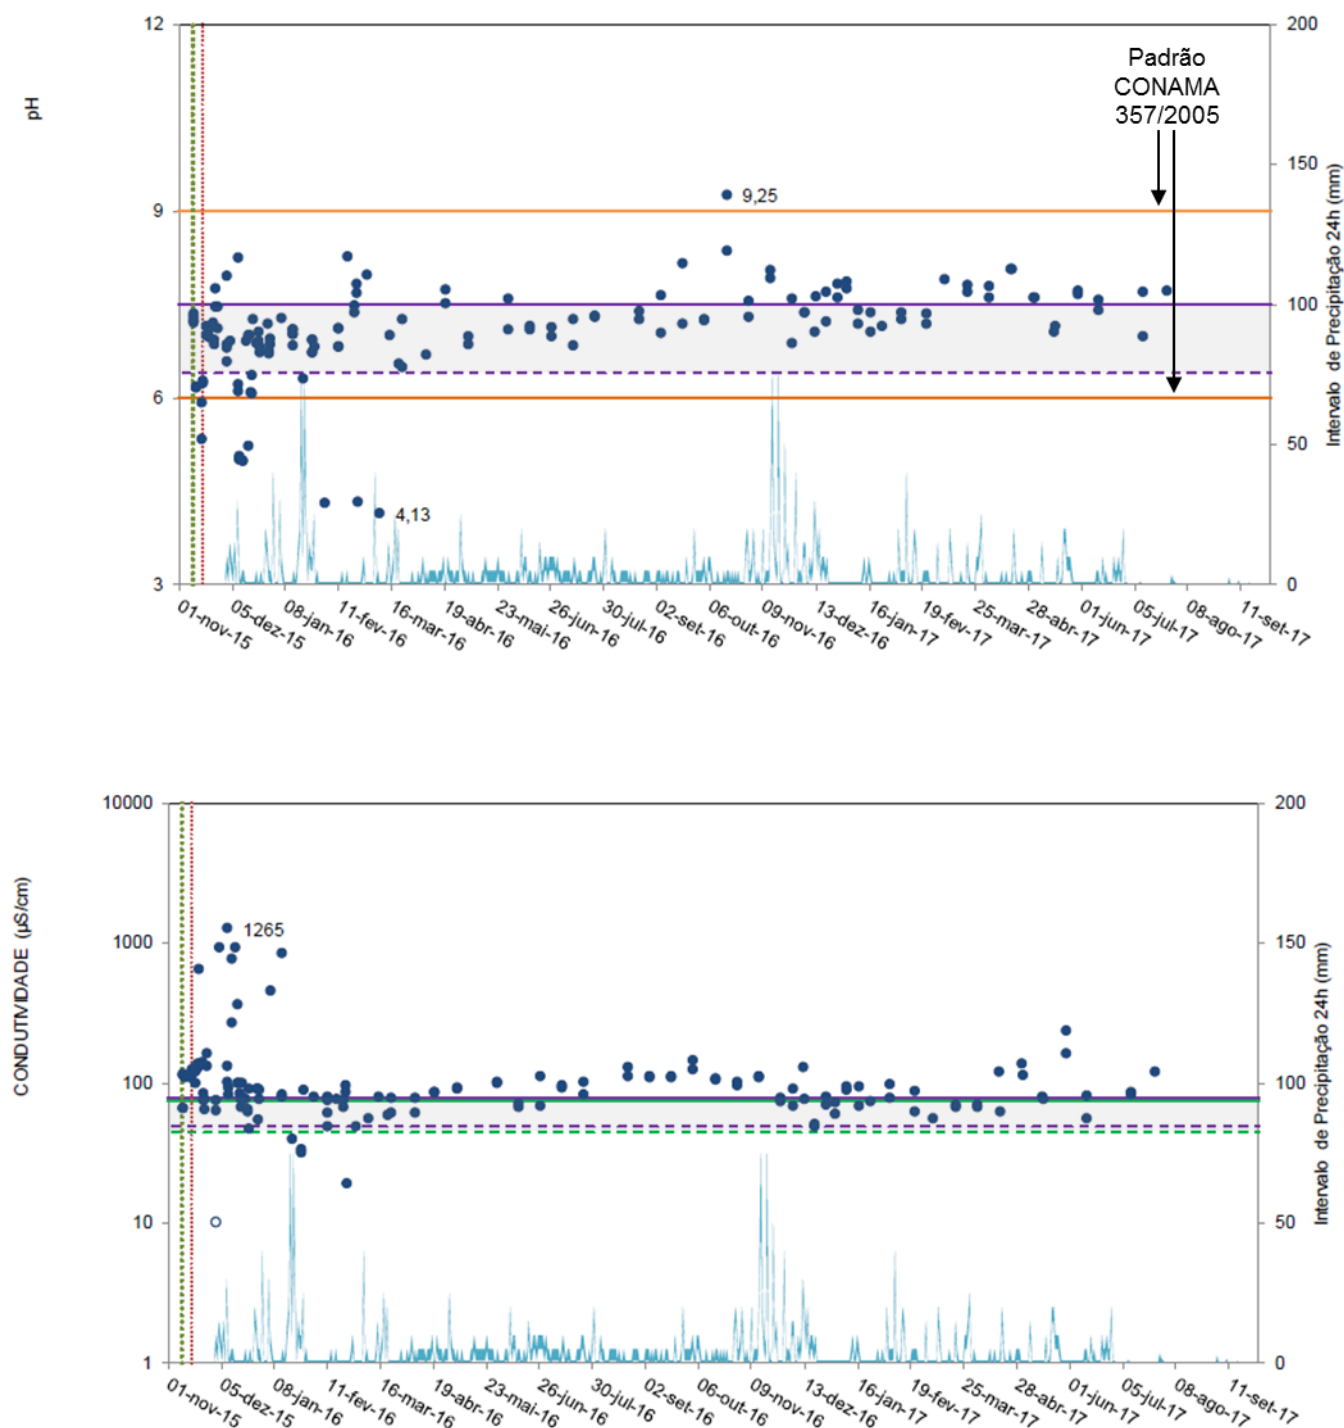 12
200
Padrão
CONAMA
357/2005
pH
150
9,25
9
100
6
50
4,13
3
0
Intervalo de Precipitação 24h (mm)
01-nov-15
05-dez-15
08-jan-16
11-fev-16
16-mar-16
19-abr-16
23-mai-16
26-jun-16
30-jul-16
02-set-16
06-out-16
09-nov-16
13-dez-16
16-jan-17
19-fev-17
25-mar-17
28-abr-17
01-jun-17
05-jul-17
08-ago-17
11-set-17
10000
200
1265
1000
150
CONDUTIVIDADE (µS/cm)
100
100
10
50
1
0
Intervalo de Precipitação 24h (mm)
01-nov-15
05-dez-15
08-jan-16
11-fev-16
16-mar-16
19-abr-16
23-mai-16
26-jun-16
30-jul-16
02-set-16
06-out-16
09-nov-16
13-dez-16
16-jan-17
19-fev-17
25-mar-17
28-abr-17
01-jun-17
05-jul-17
08-ago-17
11-set-17